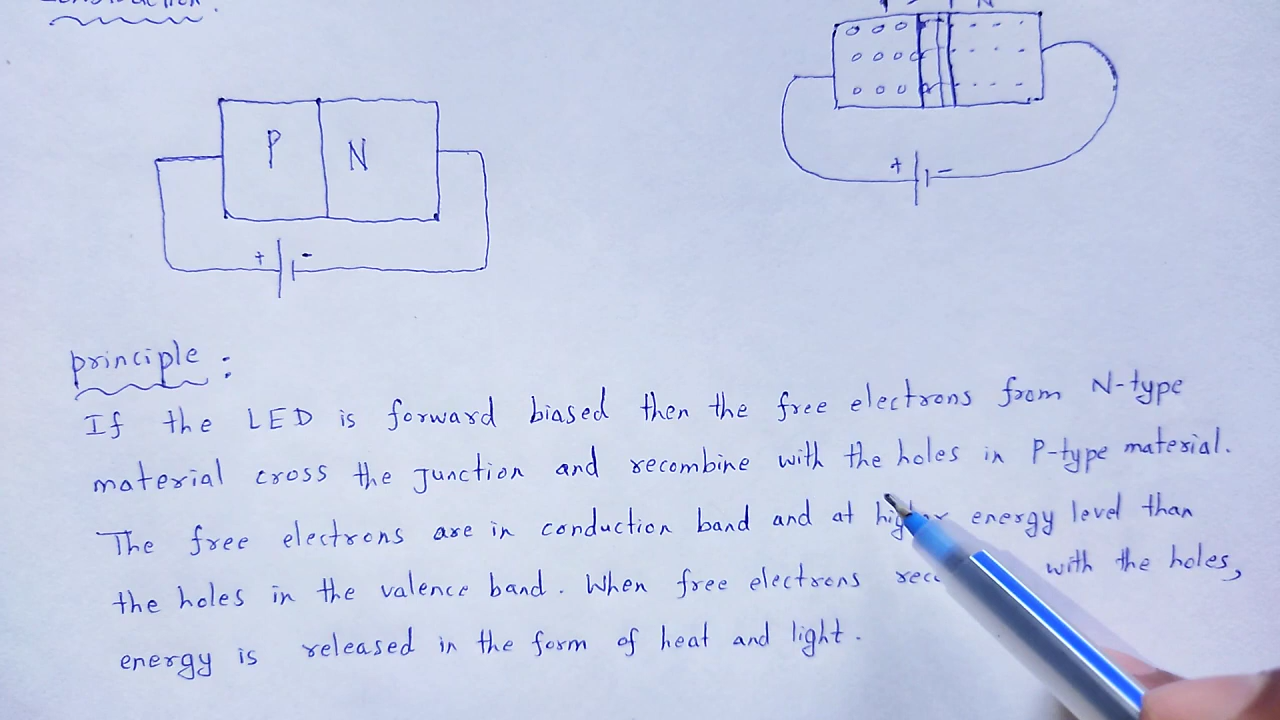 Construction:
N
P N
+ -
+ -
principle:
If the LED is forward biased then the free electrons from N-type
material cross the Junction and recombine with the holes in P-type material.
The free electrons are in conduction band and at higher energy level than
the holes in the valence band. When free electrons with the holes,
energy is released in the form of heat and light.